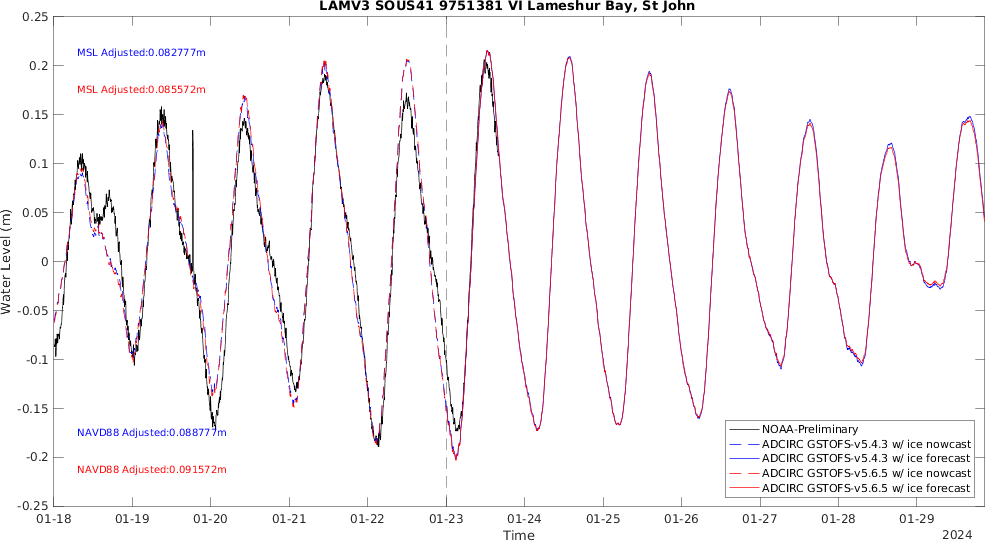 LAMV3 SOUS41 9751381 VI Lameshur Bay, St John
0.25
0.2
0.15
0.1
0.05
0
-0.05
-0.1
-0.15
-0.2
-0.25
Water Level (m)
MSL Adjusted:0.082777m
MSL Adjusted:0.085572m
NAVD88 Adjusted:0.088777m
NAVD88 Adjusted:0.091572m
NOAA-Preliminary
ADCIRC GSTOFS-v5.4.3 w/ ice nowcast
ADCIRC GSTOFS-v5.4.3 w/ ice forecast
ADCIRC GSTOFS-v5.6.5 w/ ice nowcast
ADCIRC GSTOFS-v5.6.5 w/ ice forecast
01-18 01-19 01-20 01-21 01-22 01-23 01-24 01-25 01-26 01-27 01-28 01-29
Time
2024